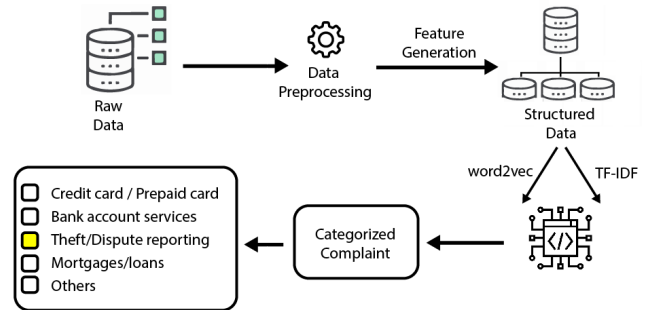 Raw
Data
Data
Preprocessing
Feature
Generation
Structured
Data
word2vec
TF-IDF
</>
Categorized
Complaint
Credit card / Prepaid card
Bank account services
Theft/Dispute reporting
Mortgages/loans
Others